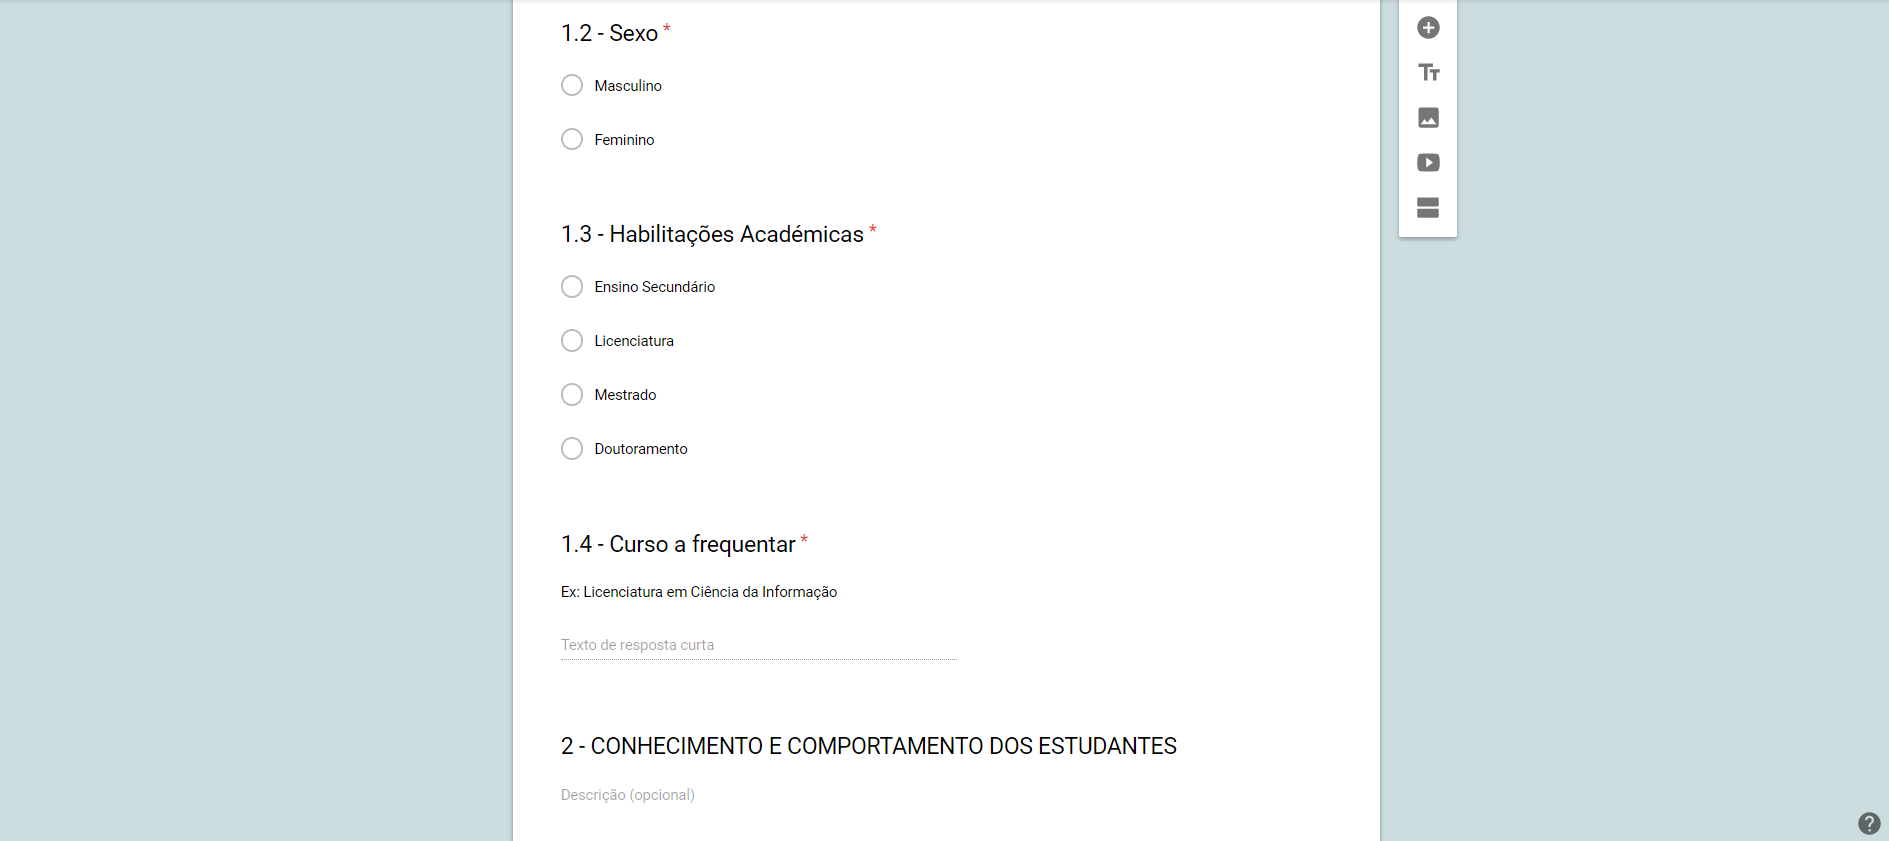 1.2 - Sexo *
Masculino
Feminino
1.3 - Habilitações Académicas *
Ensino Secundário
Licenciatura
Mestrado
Doutoramento
1.4 - Curso a frequentar *
Ex: Licenciatura em Ciência da Informação
Texto de resposta curta
2 - CONHECIMENTO E COMPORTAMENTO DOS ESTUDANTES
Descrição (opcional)